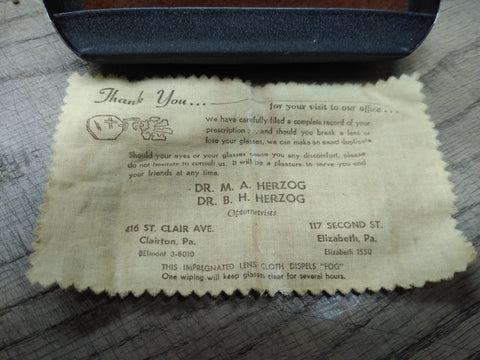 Thank You... for your visit to our office...
We have carefully filed a complete record of your
prescription... and should you break a lens or
lose your glasses, we can make an exact duplicate.
Should your eyes or your glasses cause you any discomfort, please
do not hesitate to consult us. It will be a pleasure to serve you and
your friends at any time.
DR. M. A. HERZOG
DR. B. H. HERZOG
Optometrists
416 ST. CLAIR AVE.
Clairton, Pa.
BElmont 3-8010
117 SECOND ST.
Elizabeth, Pa.
Elizabeth 1550
THIS IMPREGNATED LENS CLOTH DISPELS "FOG"
One wiping will keep glasses clear for several hours.